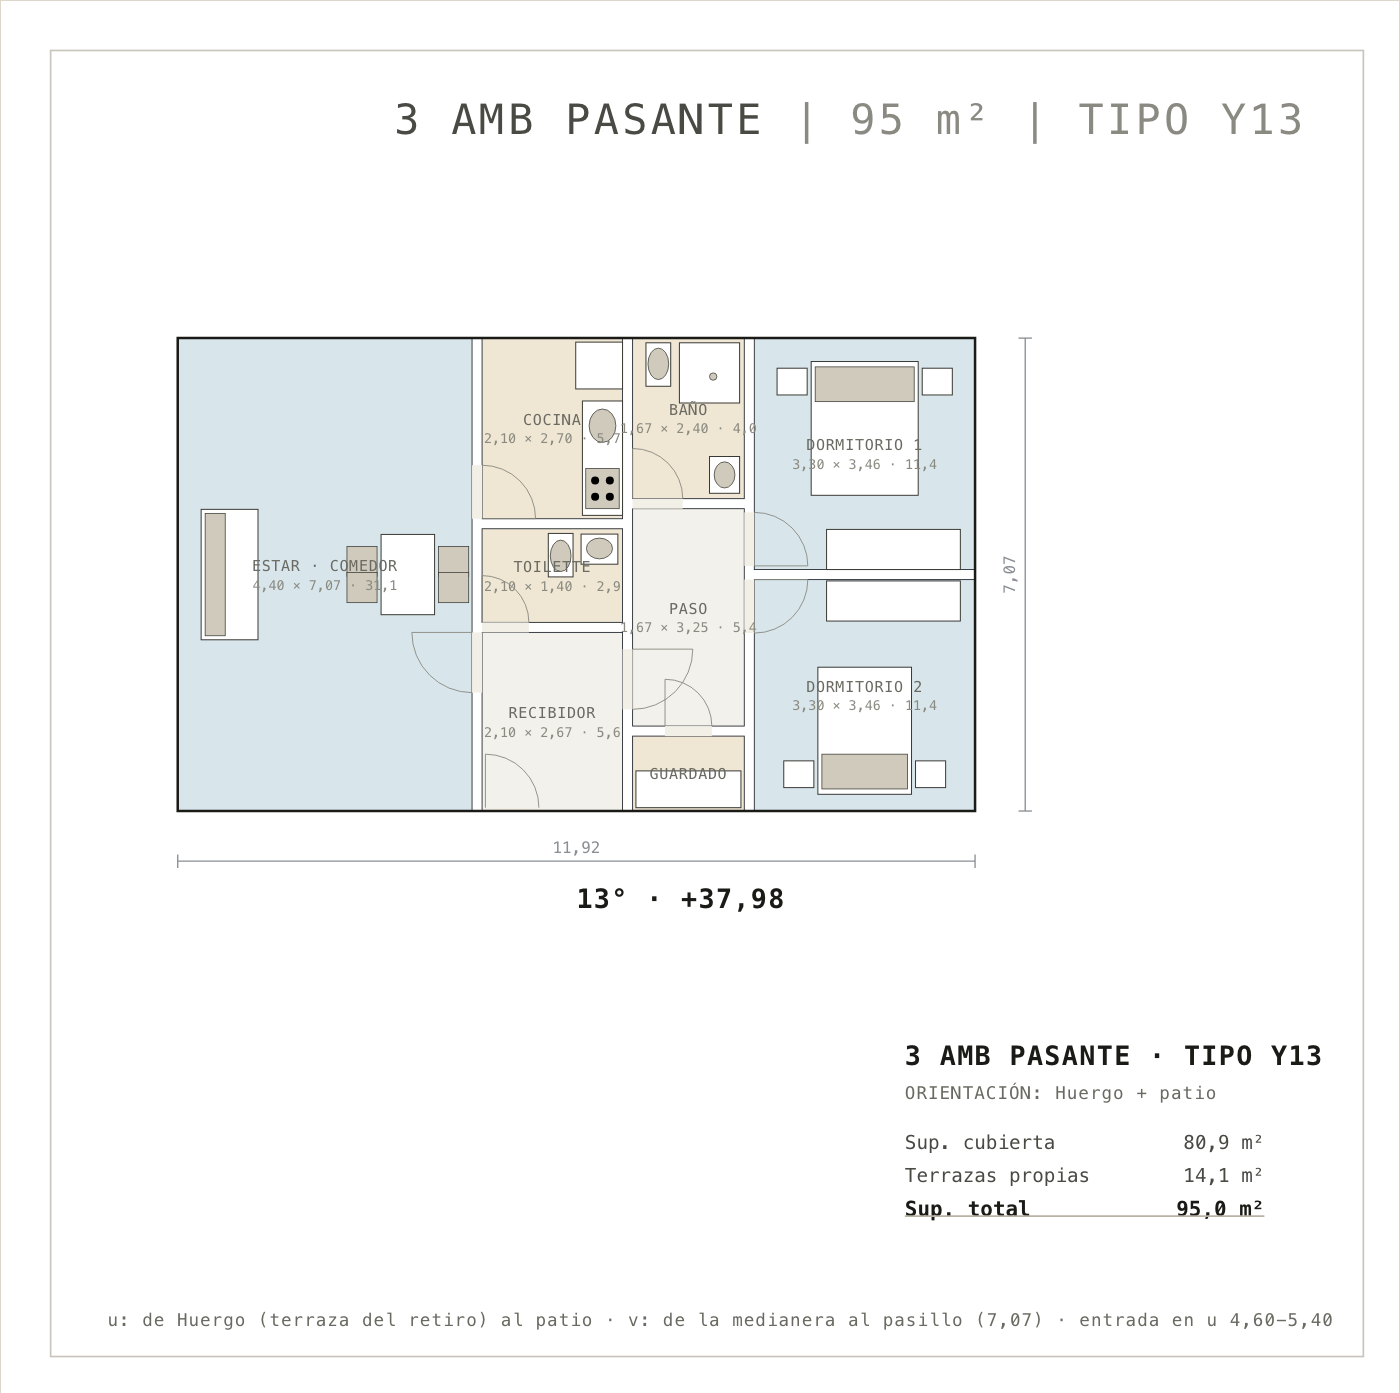 3 AMB PASANTE | 95 m² | TIPO Y13
COCINA
2,10 × 2,70 · 5,7
BAÑO
1,67 × 2,40 · 4,0
DORMITORIO 1
3,30 × 3,46 · 11,4
ESTAR · COMEDOR
4,40 × 7,07 · 31,1
TOILETTE
2,10 × 1,40 · 2,9
PASO
1,67 × 3,25 · 5,4
7,07
RECIBIDOR
2,10 × 2,67 · 5,6
DORMITORIO 2
3,30 × 3,46 · 11,4
GUARDADO
11,92
13° · +37,98
3 AMB PASANTE · TIPO Y13
ORIENTACIÓN: Huergo + patio
Sup. cubierta 80,9 m²
Terrazas propias 14,1 m²
Sup. total 95,0 m²
u: de Huergo (terraza del retiro) al patio · v: de la medianera al pasillo (7,07) · entrada en u 4,60–5,40